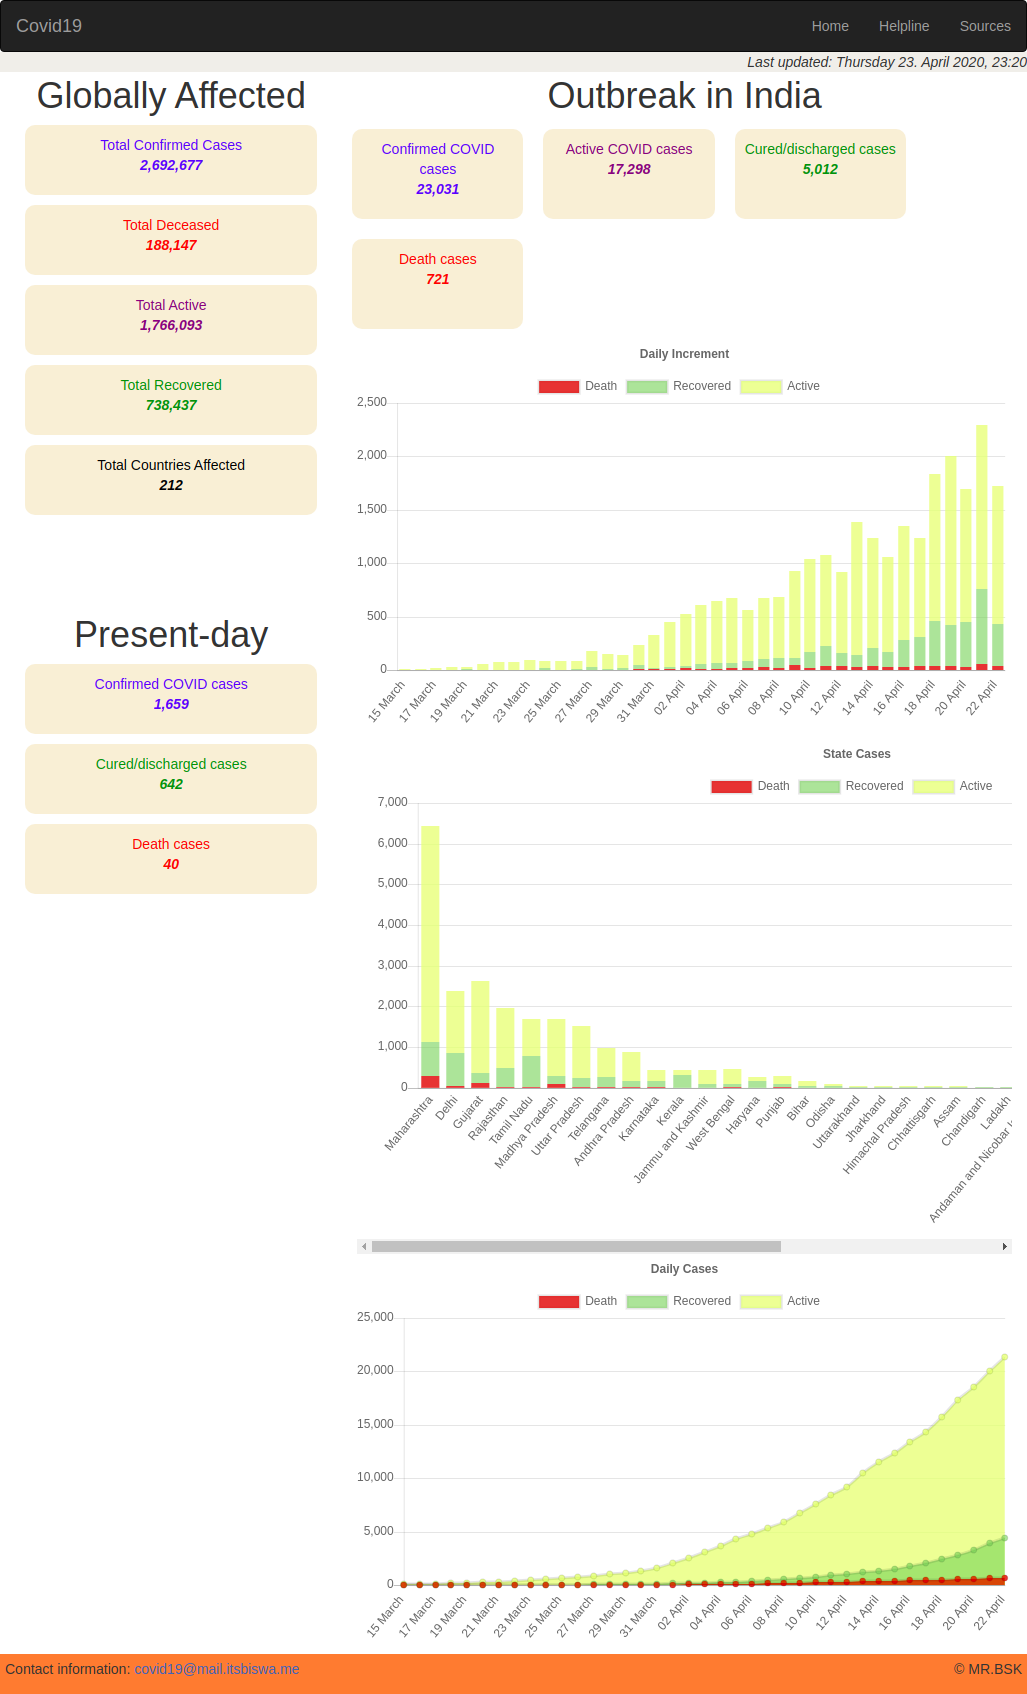 Covid19
Home Helpline Sources
Last updated: Thursday 23. April 2020, 23:20
Globally Affected
Total Confirmed Cases
2,692,677
Total Deceased
188,147
Total Active
1,766,093
Total Recovered
738,437
Total Countries Affected
212
Present-day
Confirmed COVID cases
1,659
Cured/discharged cases
642
Death cases
40
Outbreak in India
Confirmed COVID
cases
23,031
Active COVID cases
17,298
Cured/discharged cases
5,012
Death cases
721
Daily Increment
Death Recovered Active
2,500
2,000
1,500
1,000
500
0
15 March 17 March 19 March 21 March 23 March 25 March 27 March 29 March 31 March 02 April 04 April 06 April 08 April 10 April 12 April 14 April 16 April 18 April 20 April 22 April
State Cases
Death Recovered Active
7,000
6,000
5,000
4,000
3,000
2,000
1,000
0
Maharashtra Delhi Gujarat Rajasthan Tamil Nadu Madhya Pradesh Uttar Pradesh Telangana Andhra Pradesh Karnataka Kerala Jammu and Kashmir West Bengal Haryana Punjab Bihar Odisha Uttarakhand Jharkhand Himachal Pradesh Chhattisgarh Assam Chandigarh Ladakh Andaman and Nicobar
Daily Cases
Death Recovered Active
25,000
20,000
15,000
10,000
5,000
0
15 March 17 March 19 March 21 March 23 March 25 March 27 March 29 March 31 March 02 April 04 April 06 April 08 April 10 April 12 April 14 April 16 April 18 April 20 April 22 April
Contact information: covid19@mail.itsbiswa.me
© MR.BSK